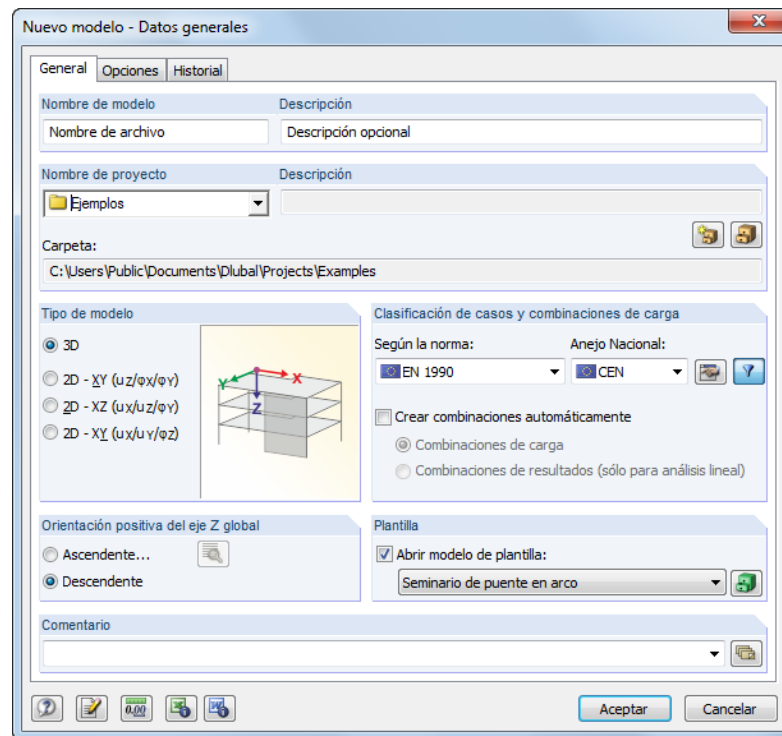 Nuevo modelo - Datos generales
General Opciones Historial
Nombre de modelo Descripción
Nombre de archivo Descripción opcional
Nombre de proyecto Descripción
Ejemplos
Carpeta:
C:\Users\Public\Documents\Dlubal\Projects\Examples
Tipo de modelo
3D
2D - XY (uz/φx/φY)
2D - XZ (ux/uz/φY)
2D - XY (ux/uY/φZ)
X
Y
Z
Clasificación de casos y combinaciones de carga
Según la norma: Anejo Nacional:
EN 1990 CEN
Crear combinaciones automáticamente
Combinaciones de carga
Combinaciones de resultados (sólo para análisis lineal)
Orientación positiva del eje Z global
Ascendente...
Descendente
Plantilla
Abrir modelo de plantilla:
Seminario de puente en arco
Comentario
0.00
Aceptar Cancelar